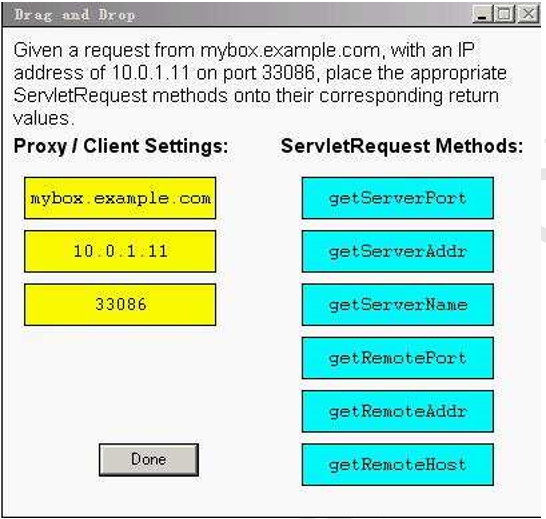 Drag and Drop
Given a request from mybox.example.com, with an IP
address of 10.0.1.11 on port 33086, place the appropriate
ServletRequest methods onto their corresponding return
values.
Proxy / Client Settings: ServletRequest Methods:
mybox.example.com getServerPort
10.0.1.11 getServerAddr
33086 getServerName
getRemotePort
getRemoteAddr
Done
getRemoteHost